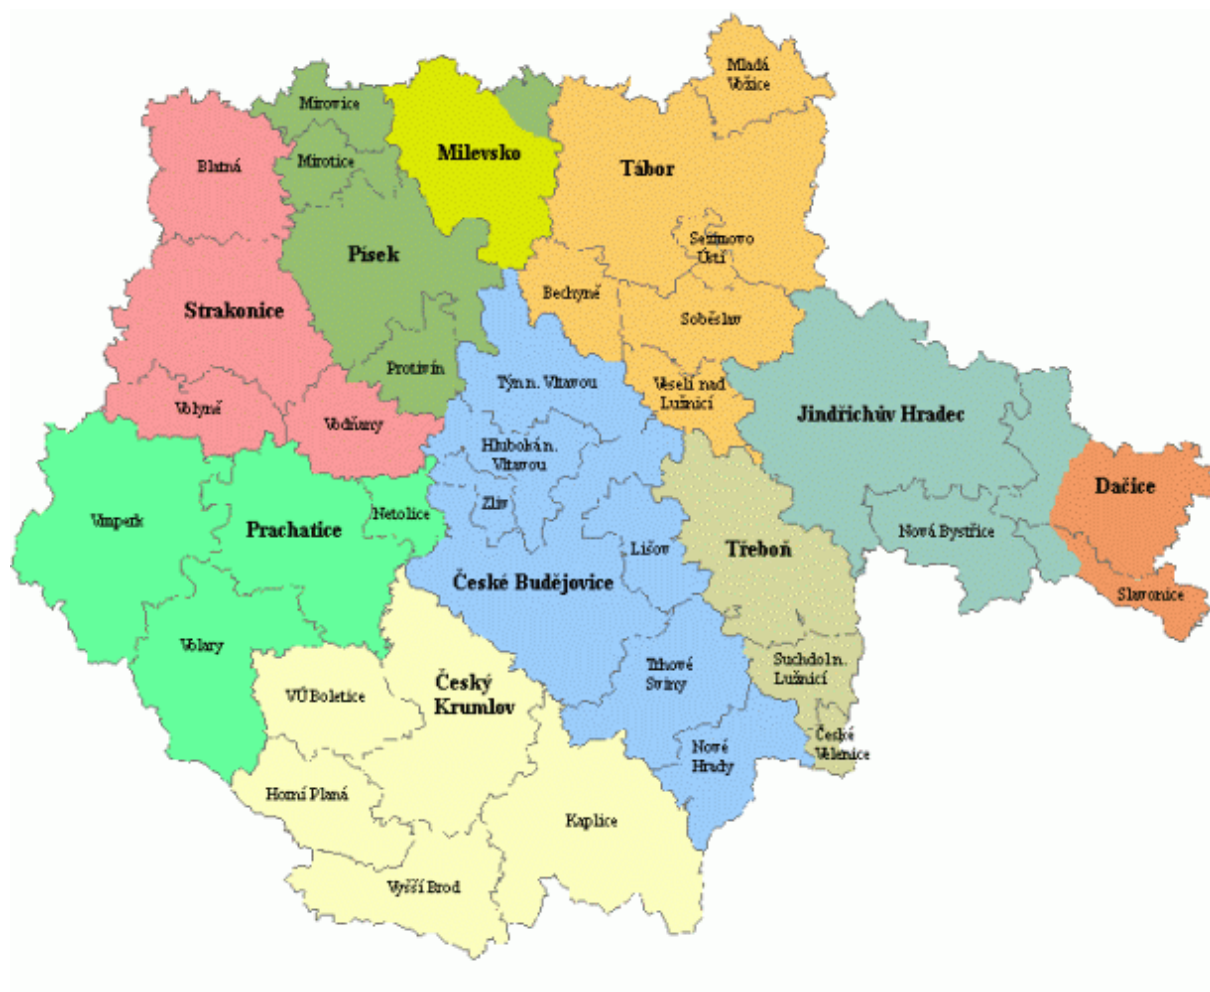 Mladá
Vožice
Mirovice
Milevsko
Mirotice
Blatná
Tábor
Sezimovo
Ústí
Písek
Bechyně
Strakonice
Soběslav
Protivín
Týn n. Vltavou
Veselí nad
Lužnicí
Volyně
Vodňany
Jindřichův Hradec
Hluboká n.
Vltavou
Dačice
Zliv
Netolice
Vimperk
Prachatice
Nová Bystřice
Lišov
Třeboň
České Budějovice
Slavonice
Volary
Trhové
Sviny
Suchdol n.
Lužnicí
Český
Krumlov
VÚ Boletice
České
Velenice
Nové
Hrady
Horní Planá
Kaplice
Vyšší Brod